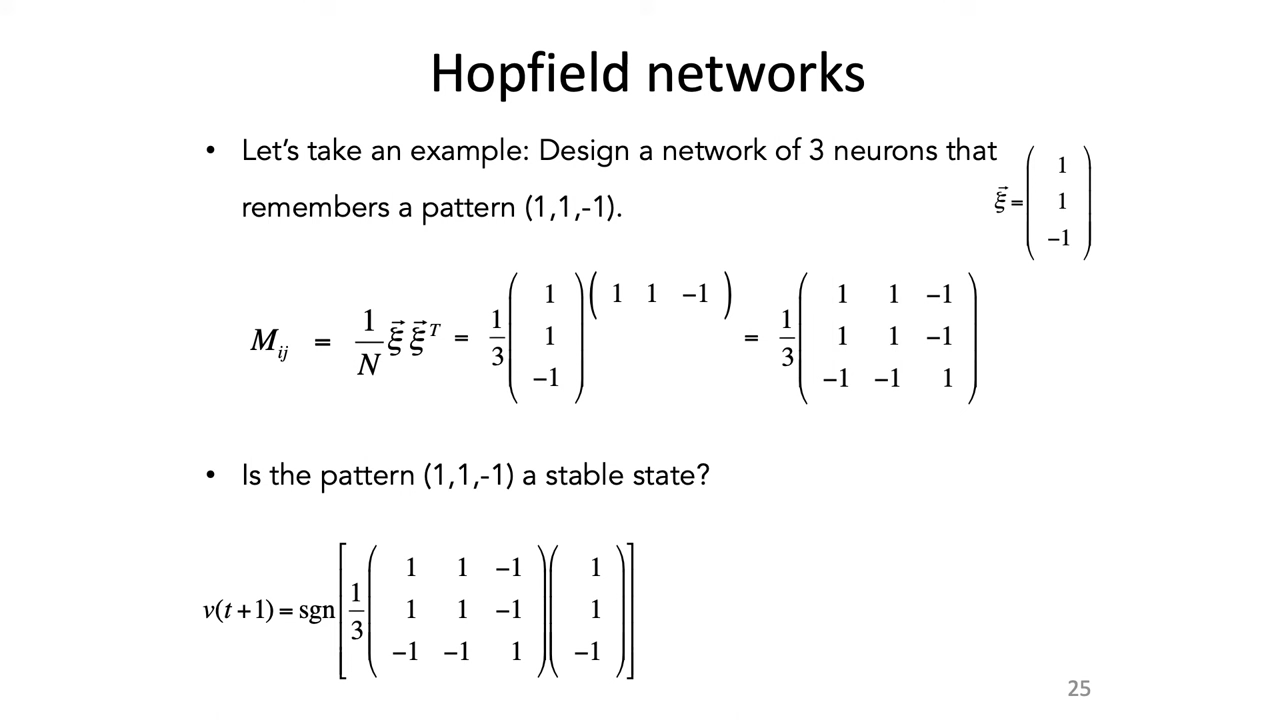 Hopfield networks
• Let's take an example: Design a network of 3 neurons that
remembers a pattern (1,1,-1).
ξ⃗ = ( 1
1
−1 )
M_ij = 1/N ξ⃗ ξ⃗^T = 1/3 ( 1
1
−1 ) ( 1 1 −1 ) = 1/3 ( 1 1 −1
1 1 −1
−1 −1 1 )
• Is the pattern (1,1,-1) a stable state?
v(t+1) = sgn [ 1/3 ( 1 1 −1
1 1 −1
−1 −1 1 ) ( 1
1
−1 ) ]
25